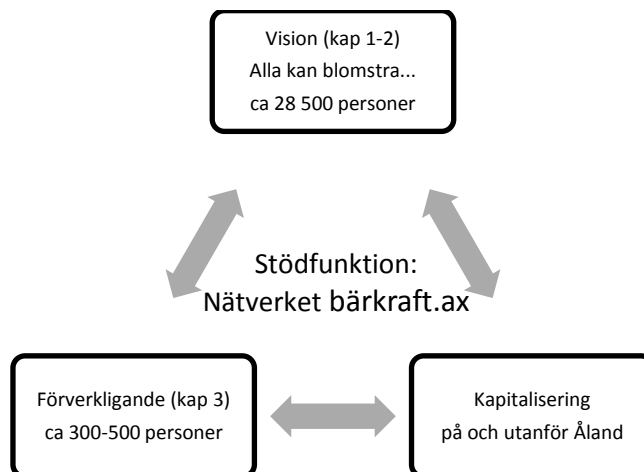 Vision (kap 1-2)
Alla kan blomstra...
ca 28 500 personer
Stödfunktion:
Nätverket bärkraft.ax
Förverkligande (kap 3)
ca 300-500 personer
Kapitalisering
på och utanför Åland